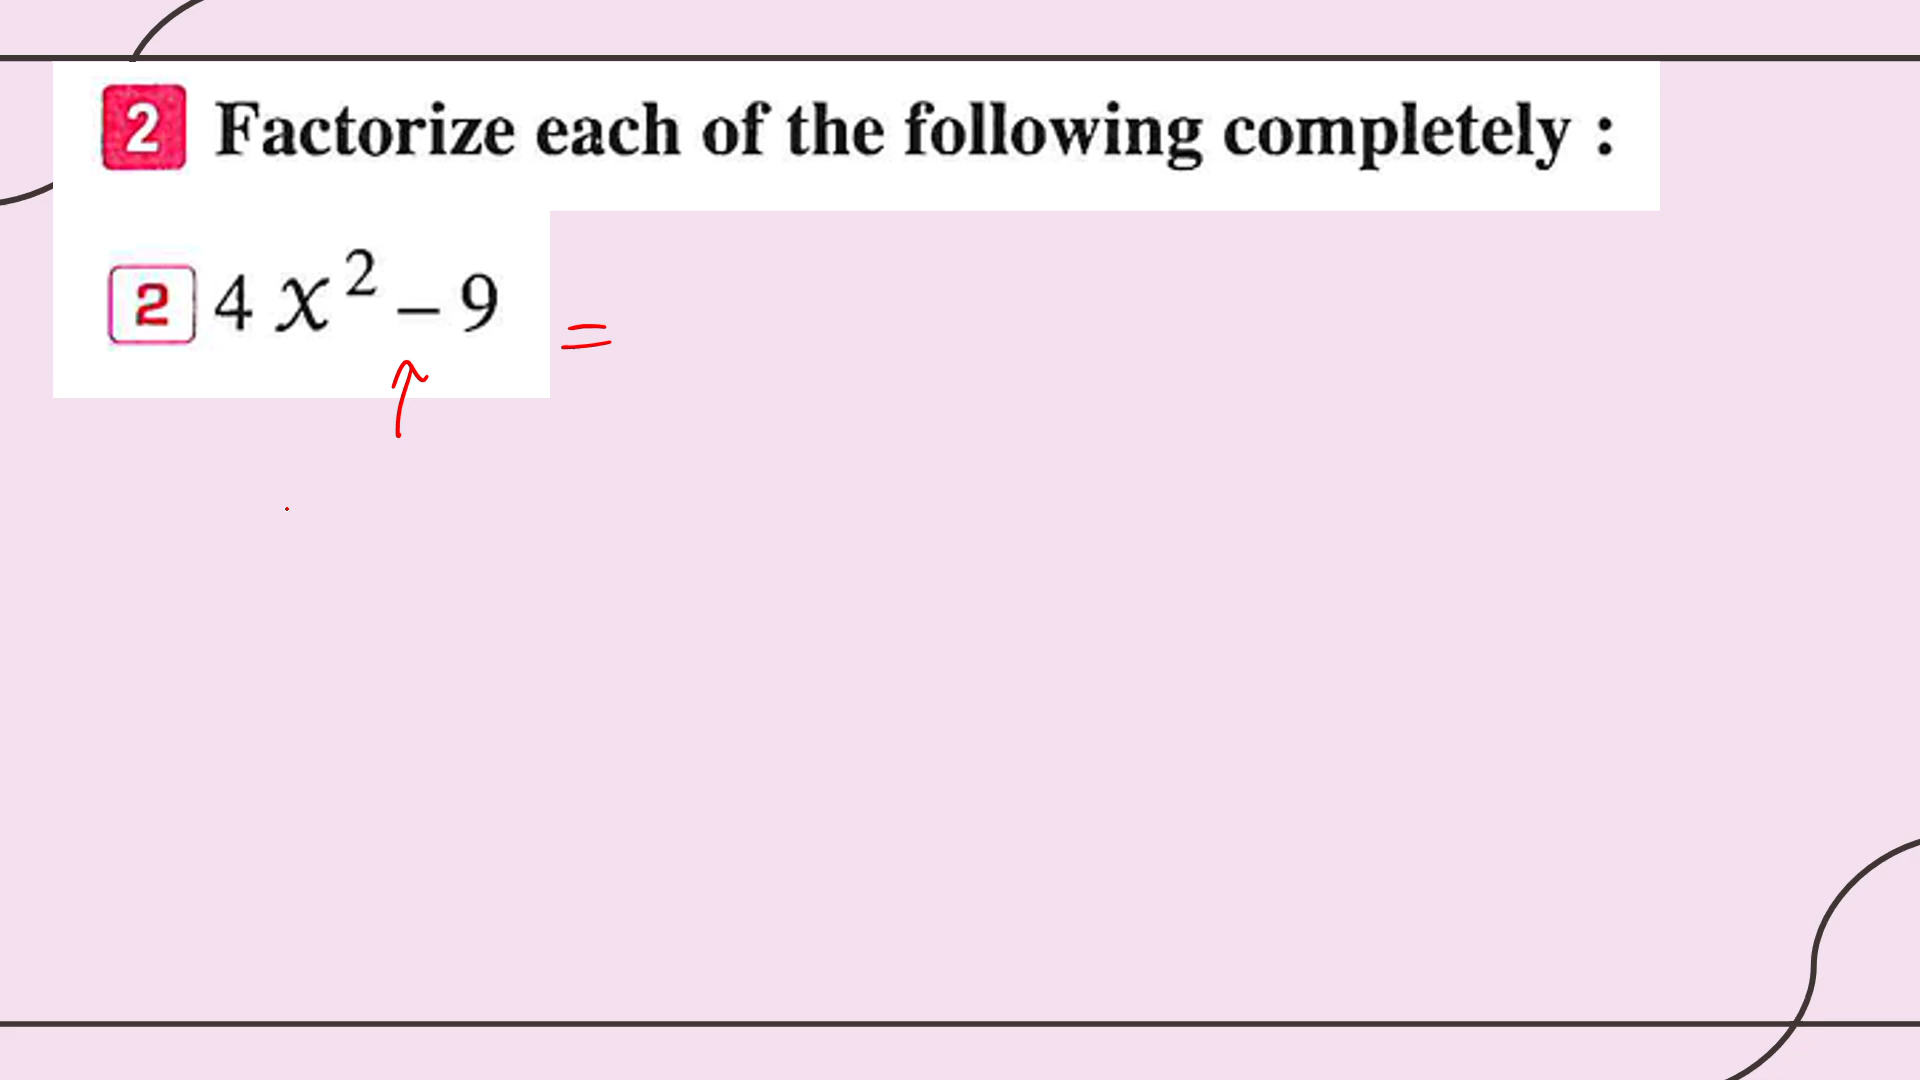 2 Factorize each of the following completely :
2 4 x² – 9 =